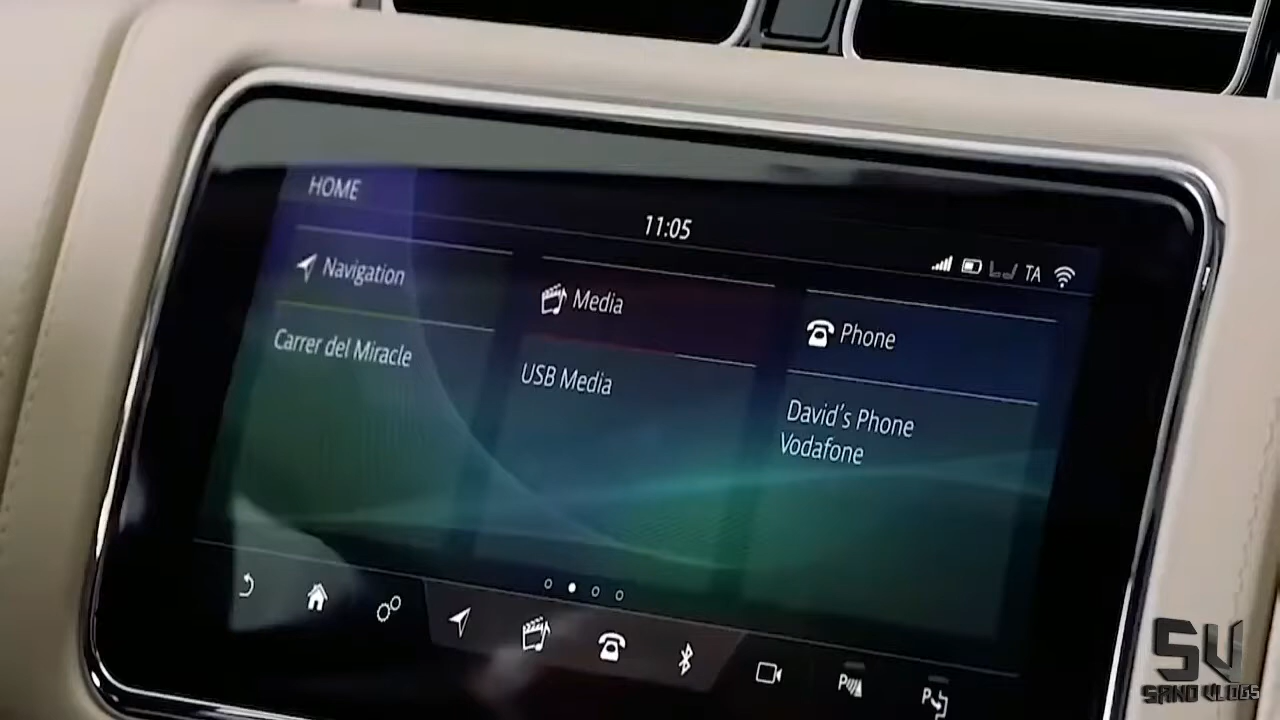 HOME
11:05
TA
Navigation
Media
Phone
Carrer del Miracle
USB Media
David's Phone
Vodafone
P
P
SV
SAND VLOGS